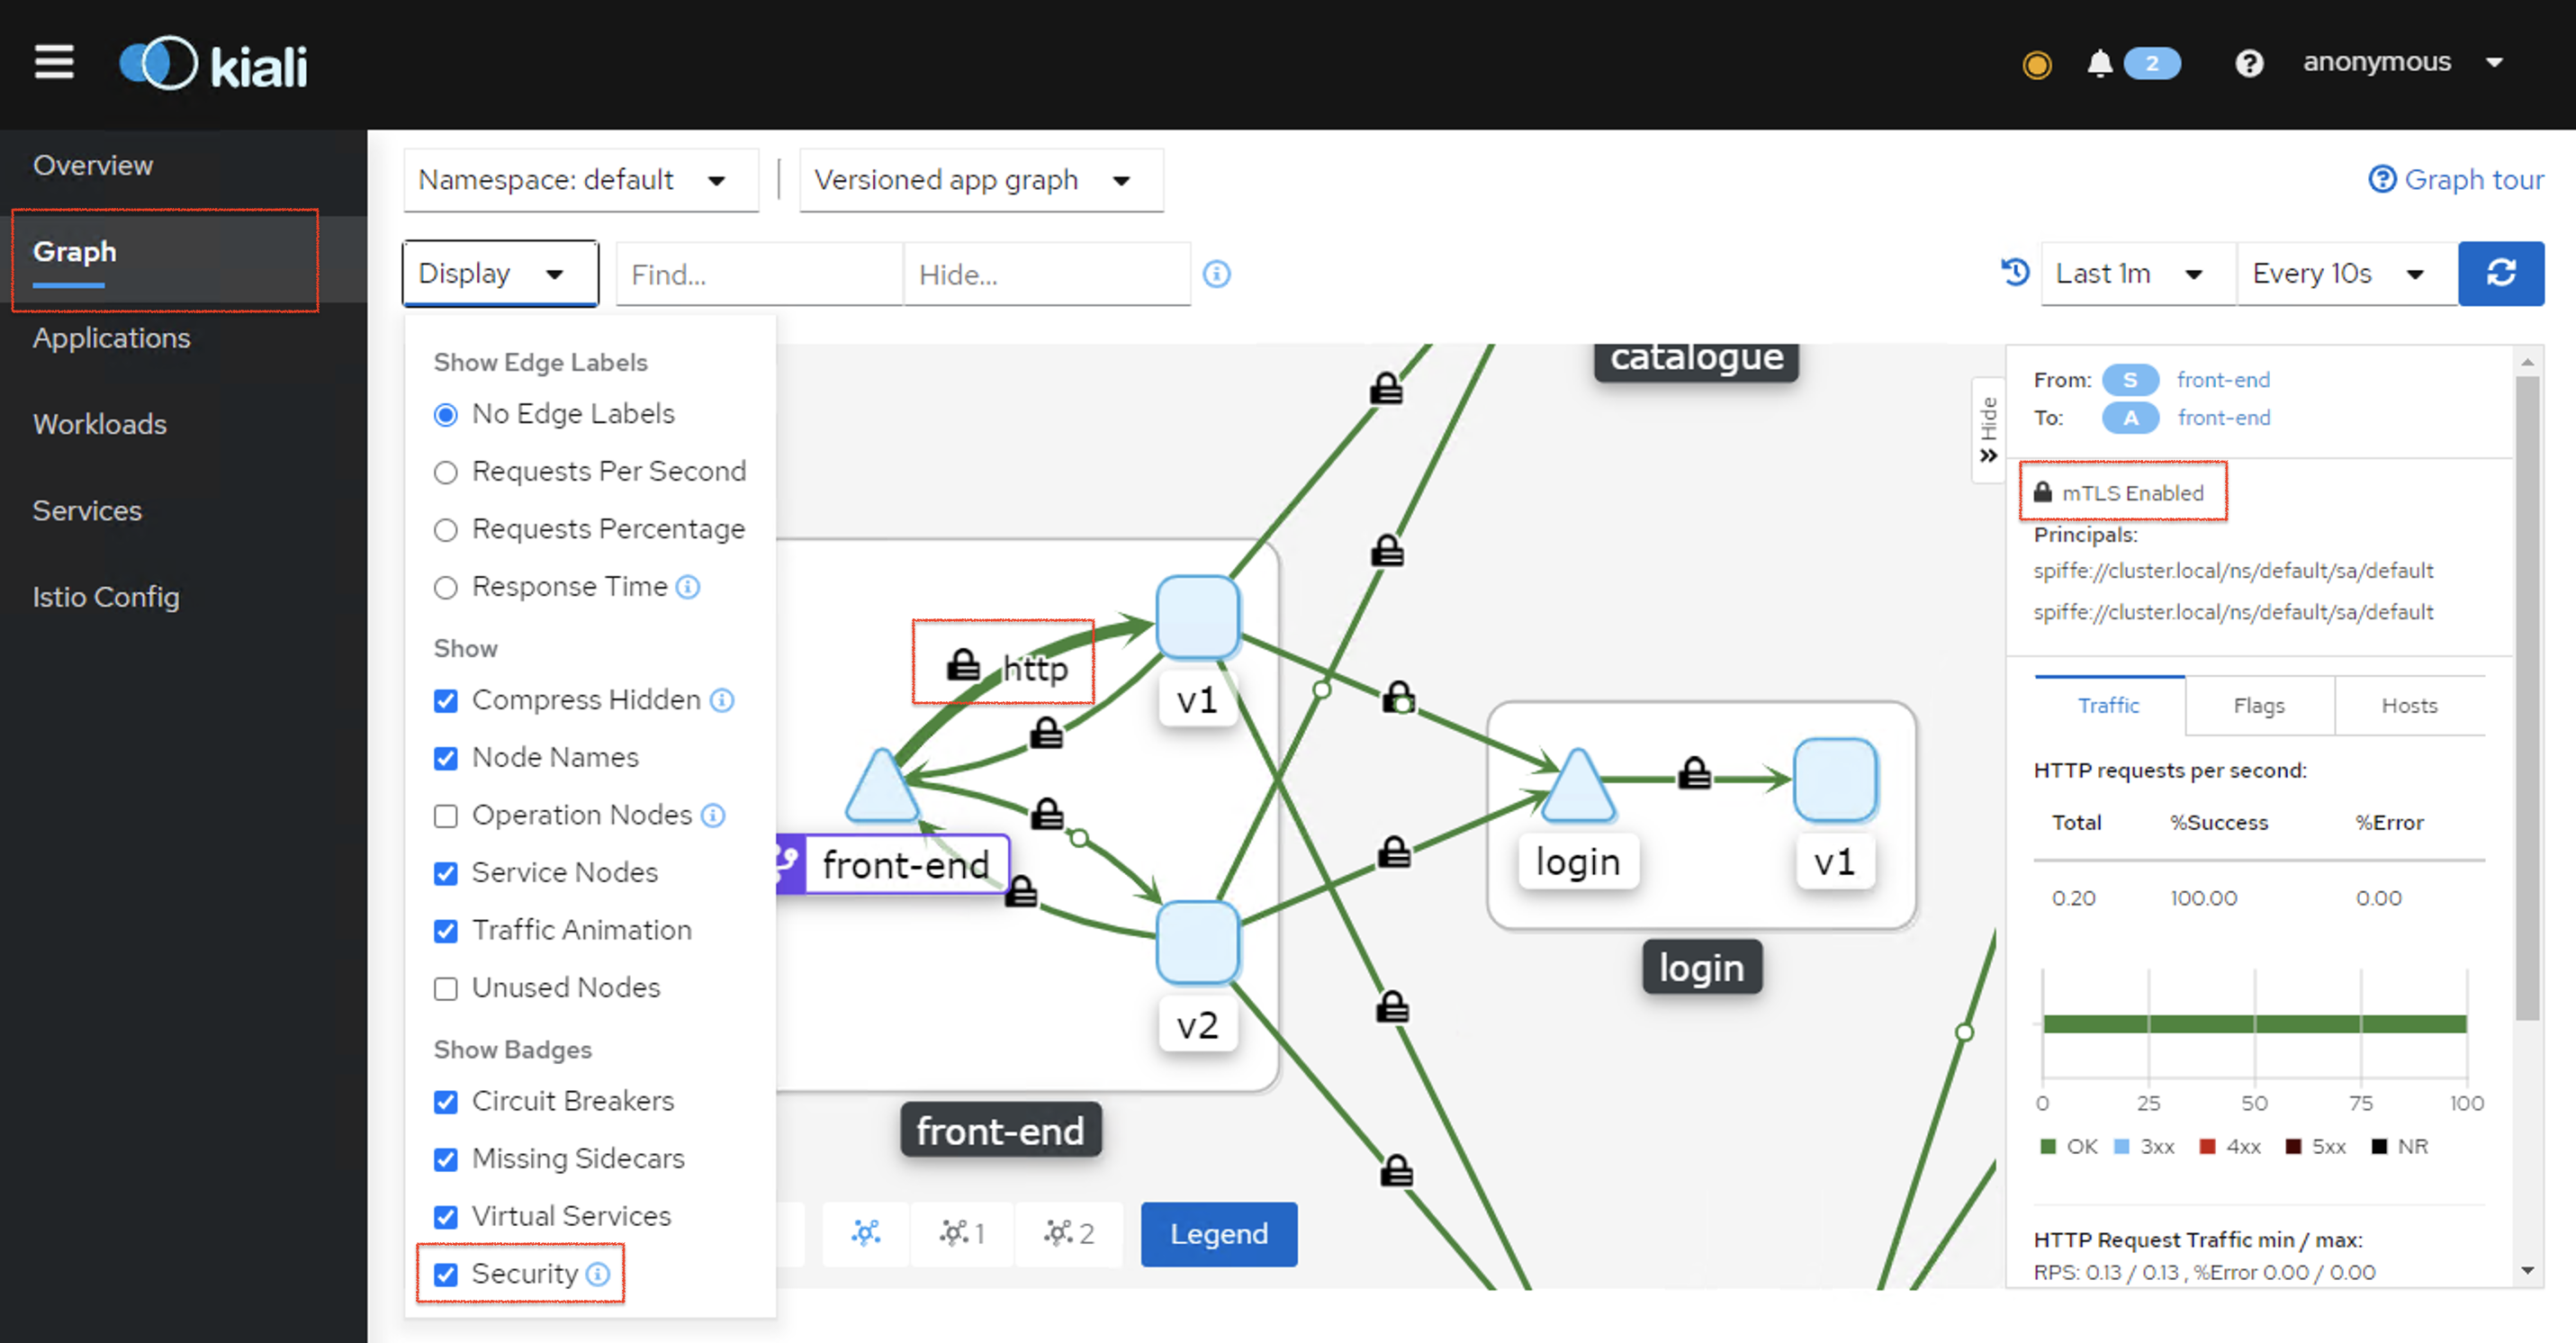 kiali
2
anonymous
Overview
Graph
Applications
Workloads
Services
Istio Config
Namespace: default
Versioned app graph
Graph tour
Display
Find...
Hide...
Last 1m
Every 10s
Show Edge Labels
No Edge Labels
Requests Per Second
Requests Percentage
Response Time
Show
Compress Hidden
Node Names
Operation Nodes
Service Nodes
Traffic Animation
Unused Nodes
Show Badges
Circuit Breakers
Missing Sidecars
Virtual Services
Security
catalogue
http
v1
front-end
v2
front-end
login
v1
login
1
2
Legend
Hide
From: S front-end
To: A front-end
mTLS Enabled
Principals:
spiffe://cluster.local/ns/default/sa/default
spiffe://cluster.local/ns/default/sa/default
Traffic Flags Hosts
HTTP requests per second:
Total %Success %Error
0.20 100.00 0.00
0 25 50 75 100
OK 3xx 4xx 5xx NR
HTTP Request Traffic min / max:
RPS: 0.13 / 0.13 , %Error 0.00 / 0.00